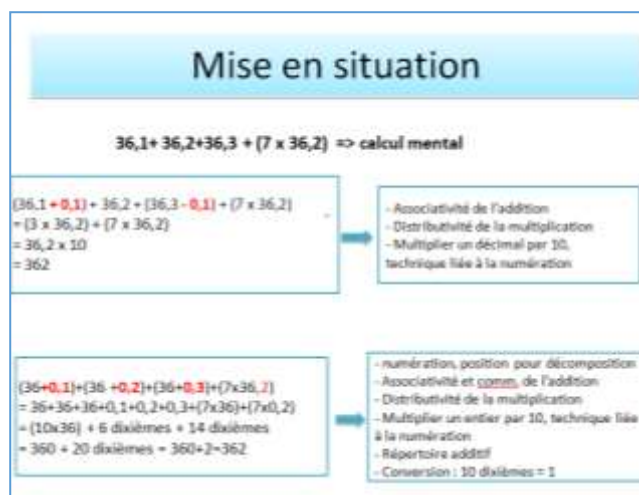 Mise en situation
36,1+ 36,2+36,3 + (7 x 36,2) => calcul mental
(36,1 + 0,1) + 36,2 + (36,3 - 0,1) + (7 x 36,2)
= (3 x 36,2) + (7 x 36,2)
= 36,2 x 10
= 362
- Associativité de l'addition
- Distributivité de la multiplication
- Multiplier un décimal par 10,
technique liée à la numération
(36+0,1)+(36 +0,2)+(36+0,3)+(7x36,2)
= 36+36+36+0,1+0,2+0,3+(7x36)+(7x0,2)
= (10x36) + 6 dixièmes + 14 dixièmes
= 360 + 20 dixièmes = 360+2=362
- numération, position pour décomposition
- Associativité et comm. de l'addition
- Distributivité de la multiplication
- Multiplier un entier par 10, technique liée
à la numération
- Répertoire additif
- Conversion : 10 dixièmes = 1